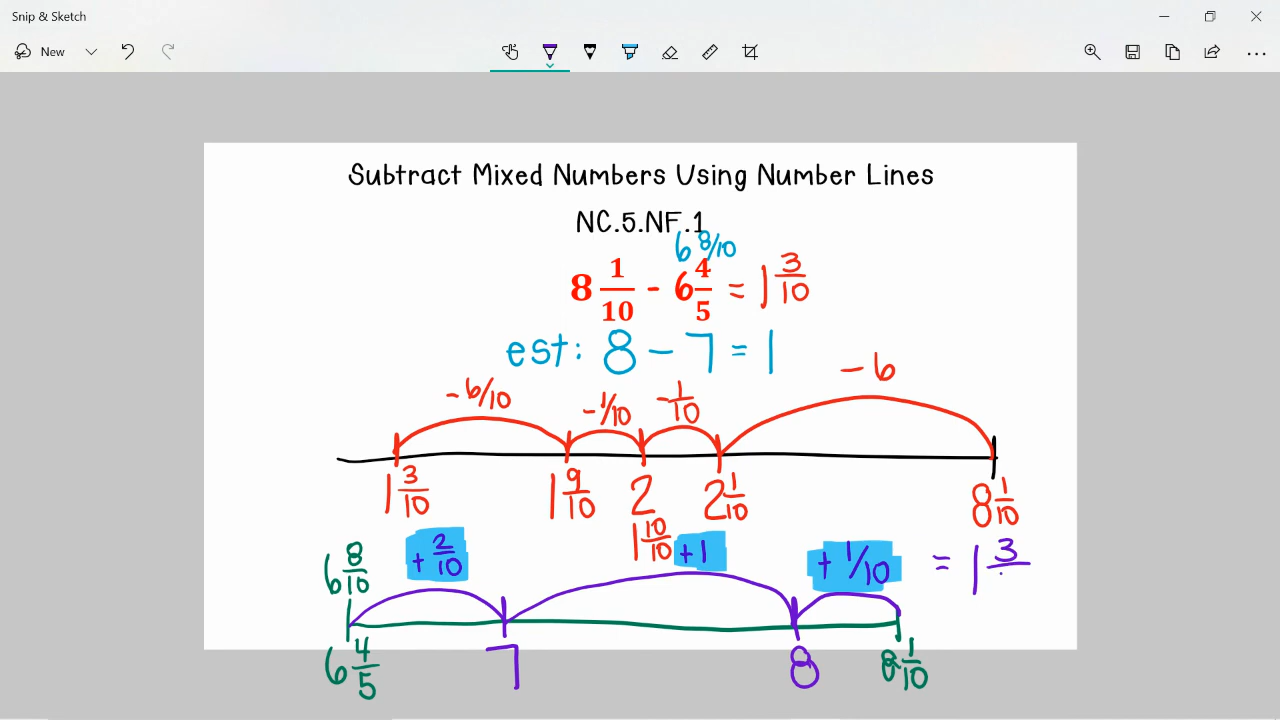 Snip & Sketch
New
Subtract Mixed Numbers Using Number Lines
NC.5.NF.1
6 8/10
8 1/10 - 6 4/5 = 1 3/10
est: 8 - 7 = 1
-6/10 -1/10 -1/10 -6
1 3/10 1 9/10 2 2 1/10 8 1/10
1 10/10
6 8/10 + 2/10 +1 + 1/10 = 1 3/
6 4/5 7 8 8 1/10